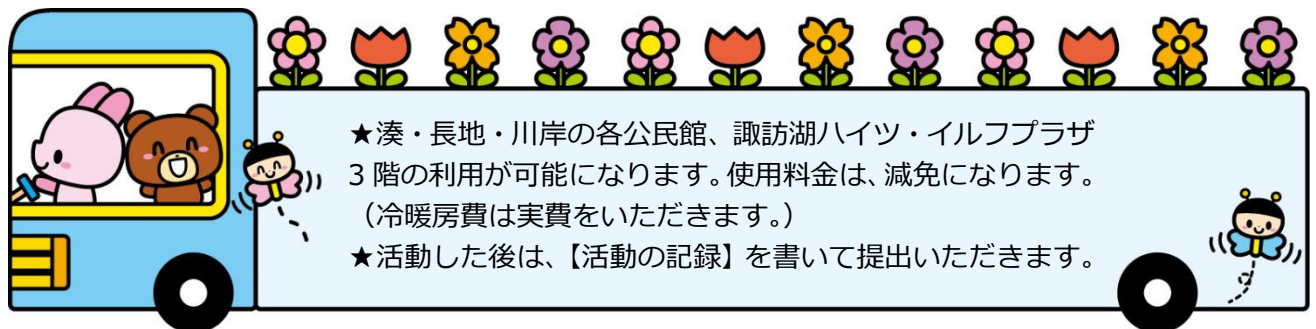 ★湊・長地・川岸の各公民館、諏訪湖ハイツ・イルフプラザ
3階の利用が可能になります。使用料金は、減免になります。
（冷暖房費は実費をいただきます。）
★活動した後は、【活動の記録】を書いて提出いただきます。